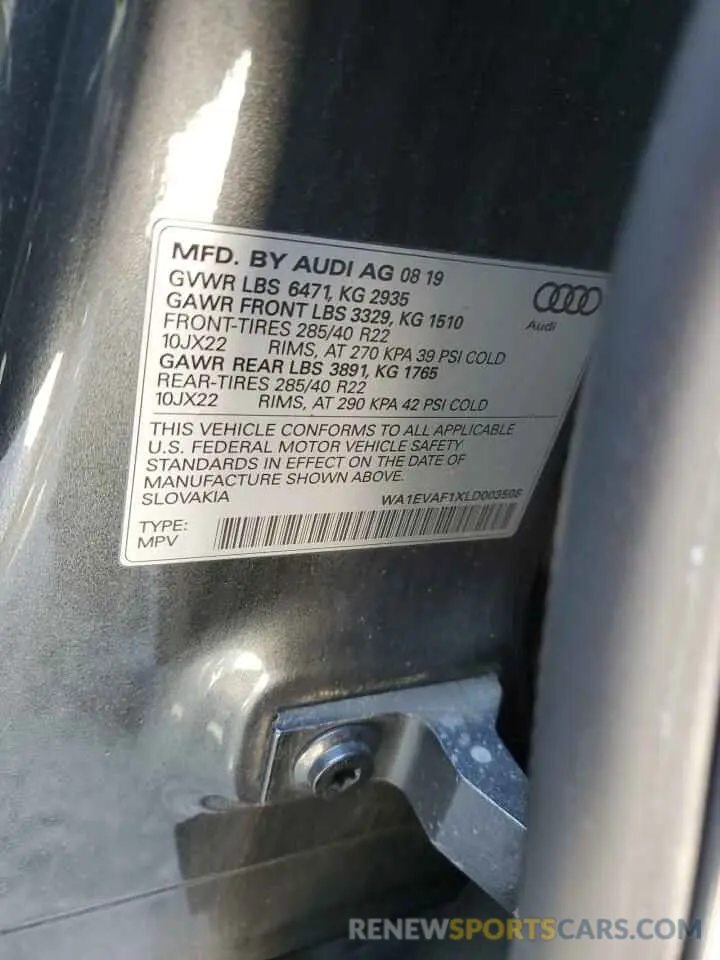 MFD. BY AUDI AG 08 19
GVWR LBS 6471, KG 2935
GAWR FRONT LBS 3329, KG 1510
FRONT-TIRES 285/40 R22
10JX22 RIMS, AT 270 KPA 39 PSI COLD
GAWR REAR LBS 3891, KG 1765
REAR-TIRES 285/40 R22
10JX22 RIMS, AT 290 KPA 42 PSI COLD
Audi
THIS VEHICLE CONFORMS TO ALL APPLICABLE
U.S. FEDERAL MOTOR VEHICLE SAFETY
STANDARDS IN EFFECT ON THE DATE OF
MANUFACTURE SHOWN ABOVE.
SLOVAKIA WA1EVAF1XLD003508
TYPE:
MPV
RENEWSPORTSCARS.COM